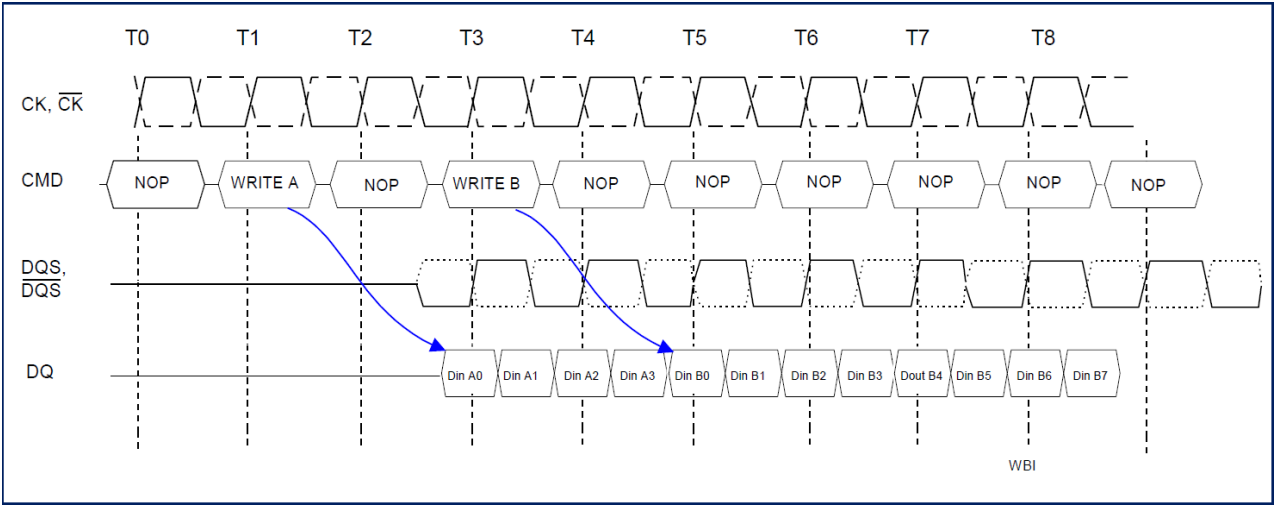 T0 T1 T2 T3 T4 T5 T6 T7 T8
CK, CK
CMD NOP WRITE A NOP WRITE B NOP NOP NOP NOP NOP NOP
DQS,
DQS
DQ Din A0 Din A1 Din A2 Din A3 Din B0 Din B1 Din B2 Din B3 Dout B4 Din B5 Din B6 Din B7
WBI